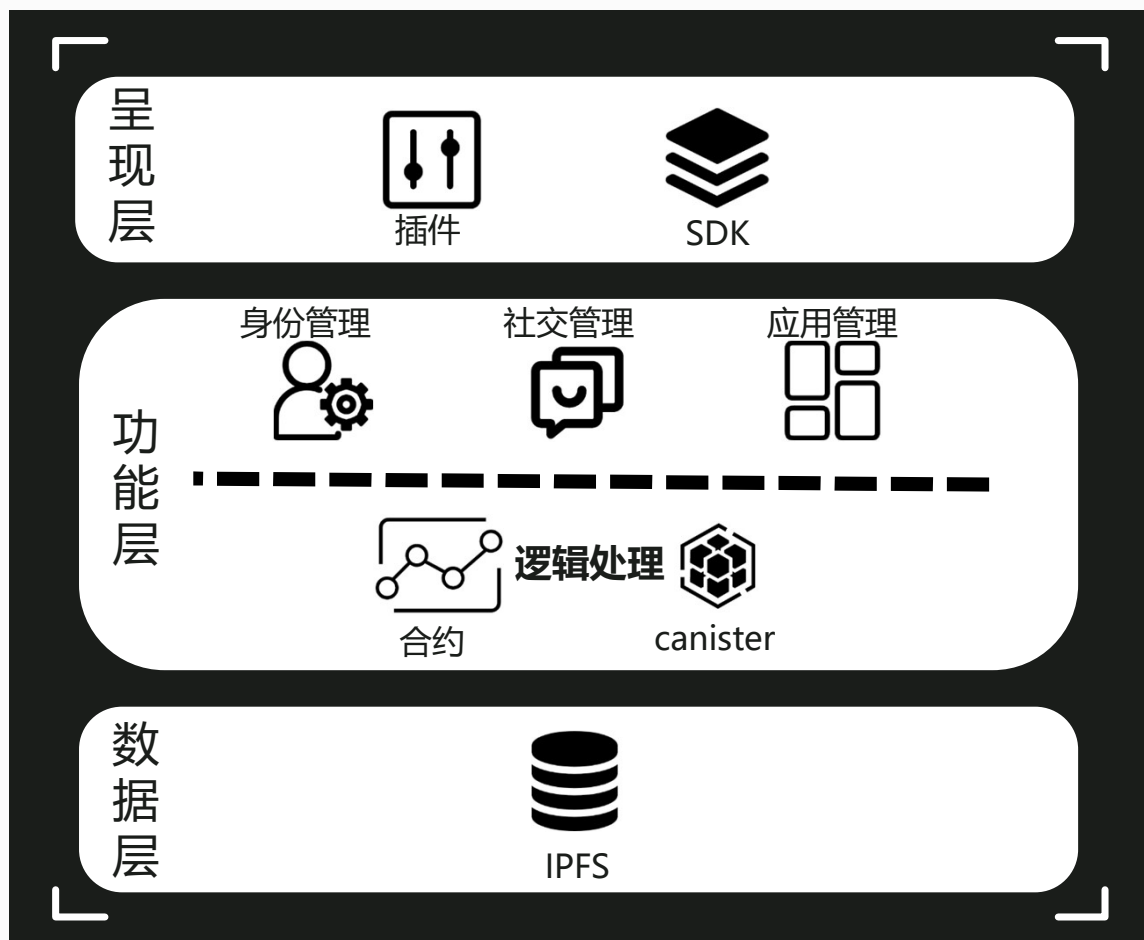 呈现层
插件
SDK
功能层
身份管理
社交管理
应用管理
逻辑处理
合约
canister
数据层
IPFS